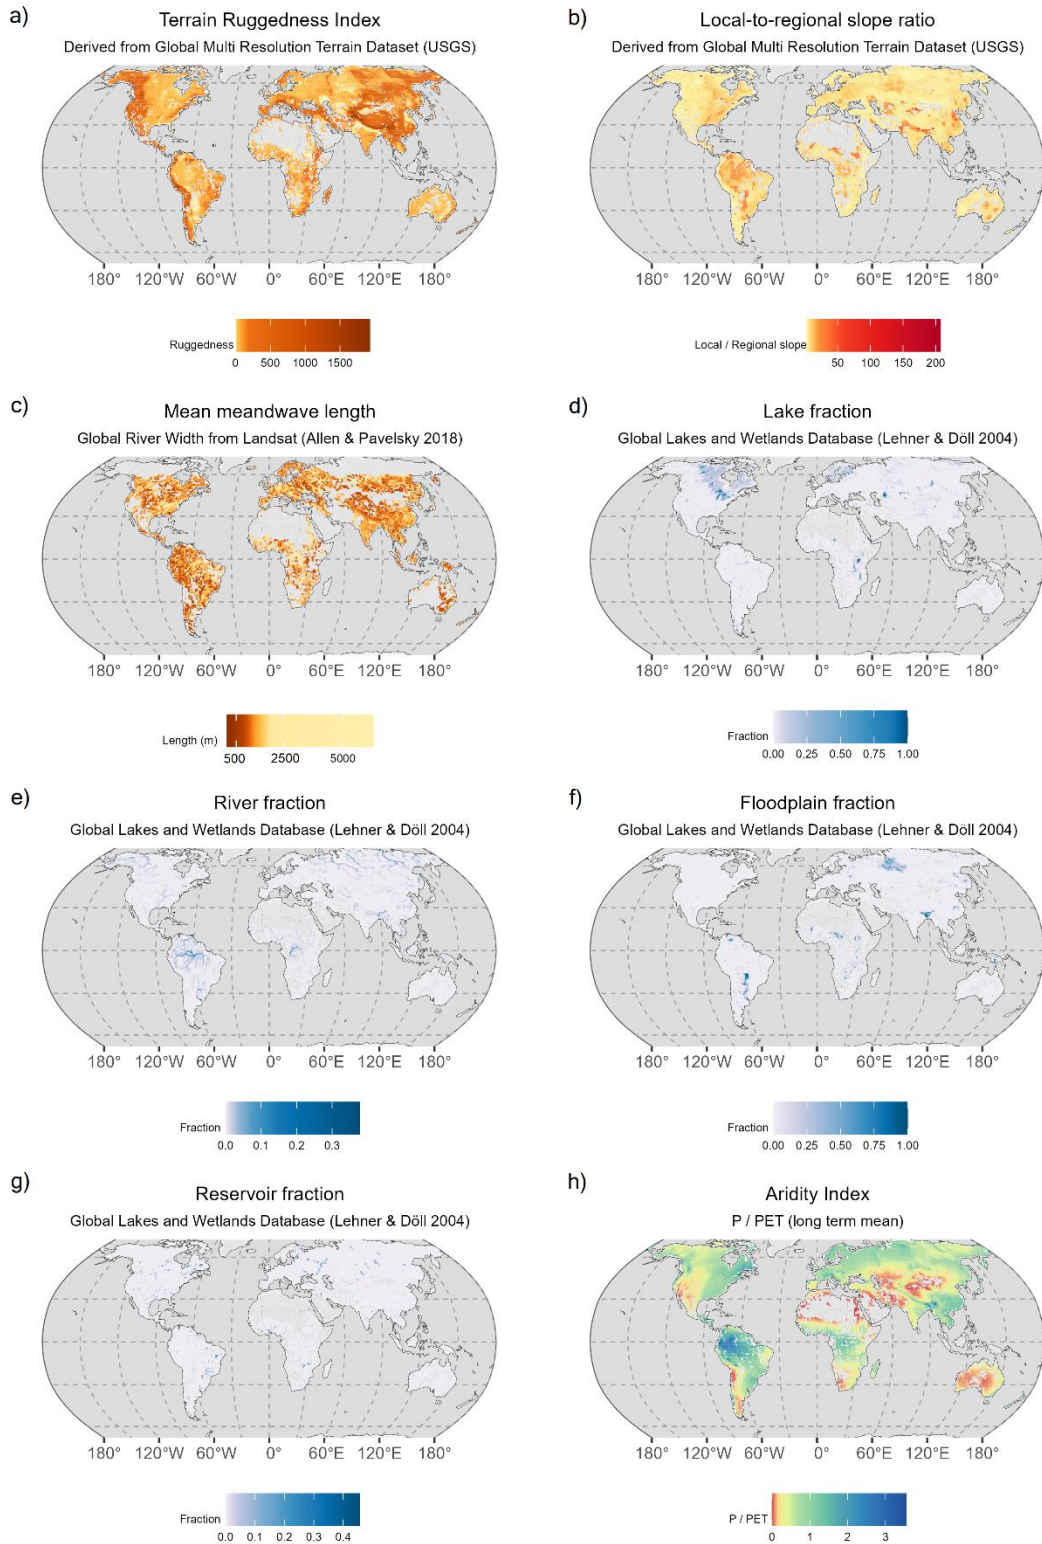 a)
Terrain Ruggedness Index
Derived from Global Multi Resolution Terrain Dataset (USGS)
180° 120°W 60°W 0° 60°E 120°E 180°
Ruggedness
0 500 1000 1500
b)
Local-to-regional slope ratio
Derived from Global Multi Resolution Terrain Dataset (USGS)
180° 120°W 60°W 0° 60°E 120°E 180°
Local / Regional slope
50 100 150 200
c)
Mean meandwave length
Global River Width from Landsat (Allen & Pavelsky 2018)
180° 120°W 60°W 0° 60°E 120°E 180°
Length (m)
500 2500 5000
d)
Lake fraction
Global Lakes and Wetlands Database (Lehner & Döll 2004)
180° 120°W 60°W 0° 60°E 120°E 180°
Fraction
0.00 0.25 0.75 1.00
e)
River fraction
Global Lakes and Wetlands Database (Lehner & Döll 2004)
180° 120°W 60°W 0° 60°E 120°E 180°
Fraction
0.0 0.1 0.2 0.3
f)
Floodplain fraction
Global Lakes and Wetlands Database (Lehner & Döll 2004)
180° 120°W 60°W 0° 60°E 120°E 180°
Fraction
0.00 0.25 0.75 1.00
g)
Reservoir fraction
Global Lakes and Wetlands Database (Lehner & Döll 2004)
180° 120°W 60°W 0° 60°E 120°E 180°
Fraction
0.0 0.1 0.2 0.3 0.4
h)
Aridity Index
P / PET (long term mean)
180° 120°W 60°W 0° 60°E 120°E 180°
P / PET
0 1 2 3